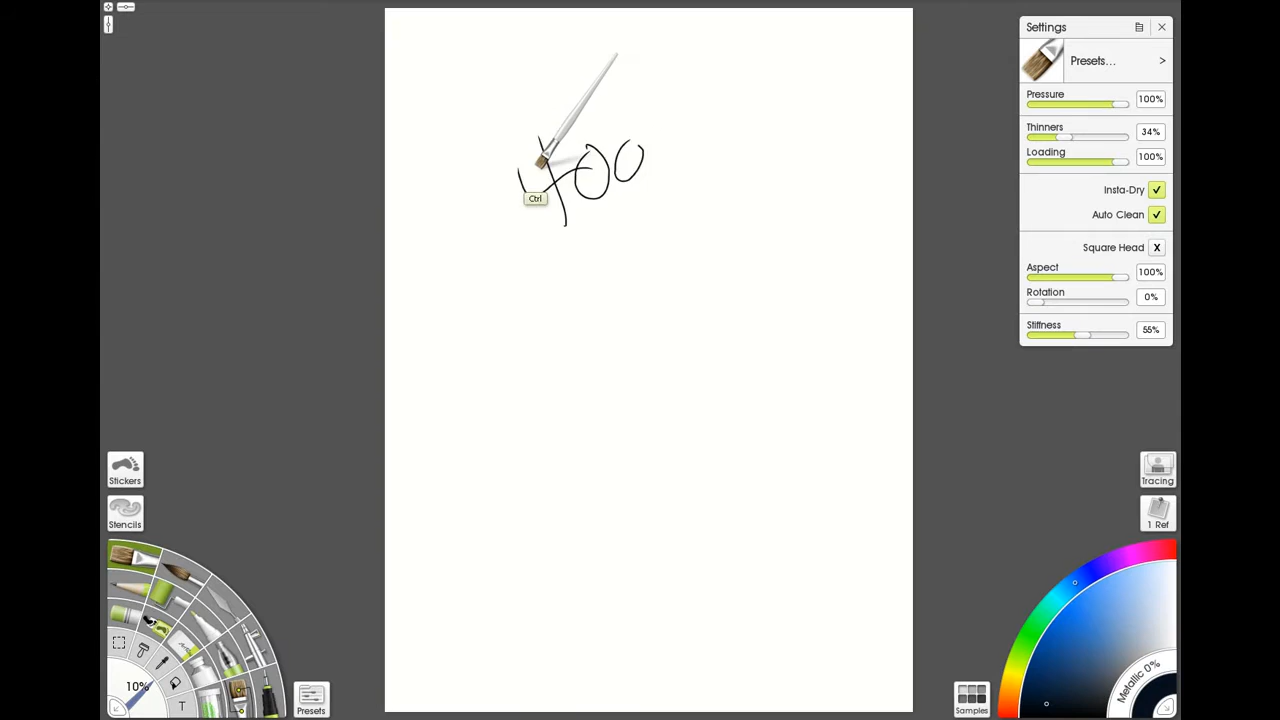 Settings
Presets... >
Pressure 100%
Thinners 34%
Loading 100%
Insta-Dry
Auto Clean
Square Head X
Aspect 100%
Rotation 0%
Stiffness 55%
400
Ctrl
Stickers
Stencils
10%
T
Presets
Tracing
1 Ref
Samples
Metallic 0%